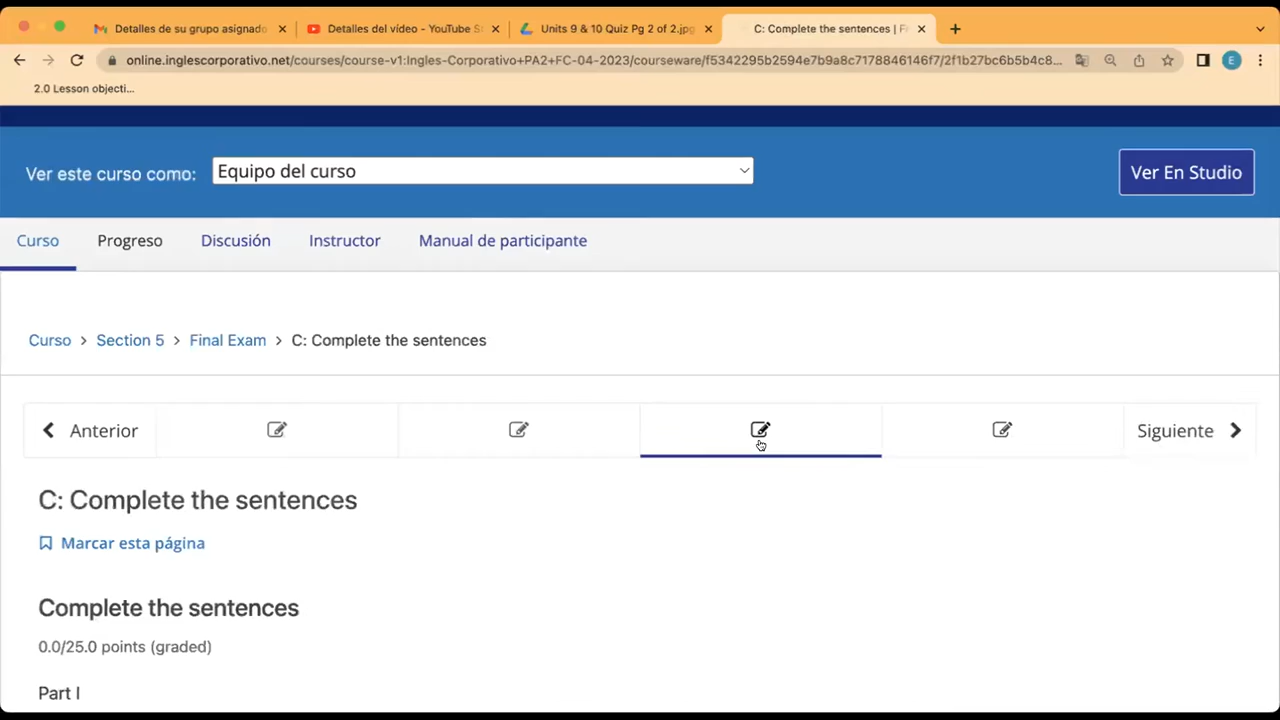 Detalles de su grupo asignado
Detalles del vídeo - YouTube S
Units 9 & 10 Quiz Pg 2 of 2.jpg
C: Complete the sentences | F
online.inglescorporativo.net/courses/course-v1:Ingles-Corporativo+PA2+FC-04-2023/courseware/f5342295b2594e7b9a8c7178846146f7/2f1b27bc6b5b4c8...
E
2.0 Lesson objecti...
Ver este curso como:
Equipo del curso
Ver En Studio
Curso
Progreso
Discusión
Instructor
Manual de participante
Curso > Section 5 > Final Exam > C: Complete the sentences
Anterior
Siguiente
C: Complete the sentences
Marcar esta página
Complete the sentences
0.0/25.0 points (graded)
Part I